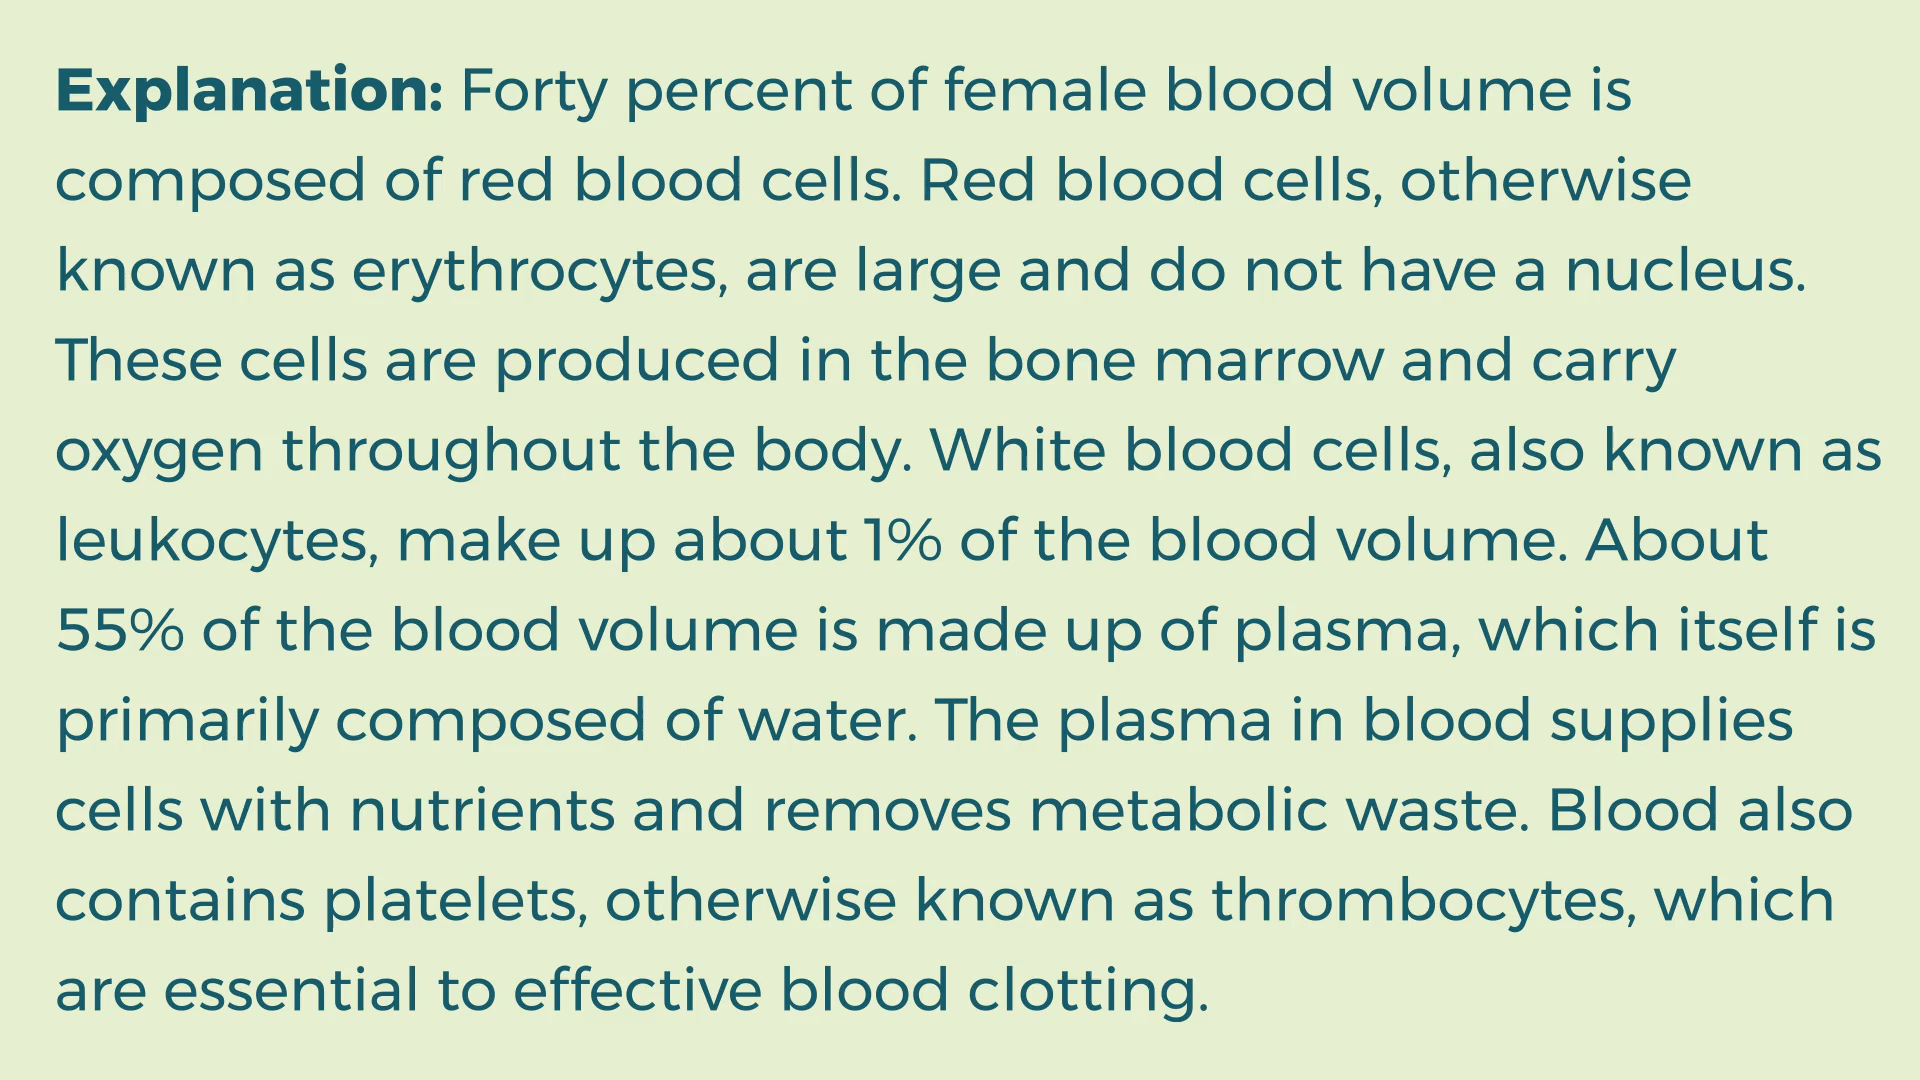 Explanation: Forty percent of female blood volume is
composed of red blood cells. Red blood cells, otherwise
known as erythrocytes, are large and do not have a nucleus.
These cells are produced in the bone marrow and carry
oxygen throughout the body. White blood cells, also known as
leukocytes, make up about 1% of the blood volume. About
55% of the blood volume is made up of plasma, which itself is
primarily composed of water. The plasma in blood supplies
cells with nutrients and removes metabolic waste. Blood also
contains platelets, otherwise known as thrombocytes, which
are essential to effective blood clotting.